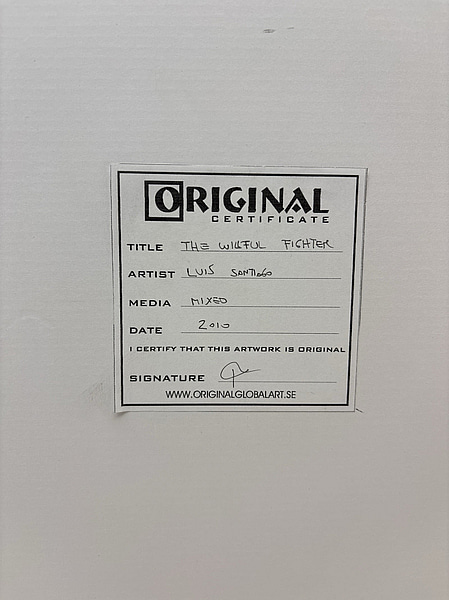 ORIGINAL
CERTIFICATE
TITLE THE WILLFUL FIGHTER
ARTIST LUIS SANTIAGO
MEDIA MIXED
DATE 2010
I CERTIFY THAT THIS ARTWORK IS ORIGINAL
SIGNATURE
WWW.ORIGINALGLOBALART.SE